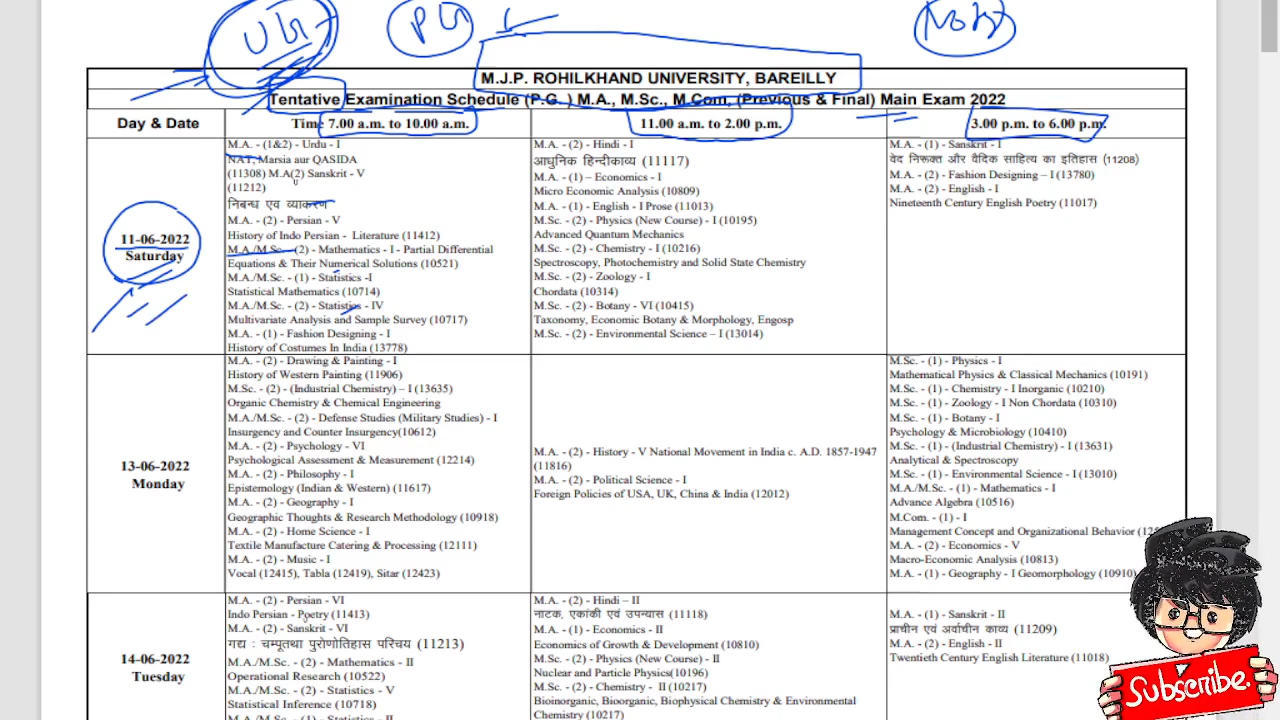 UG
PG
M.J.P. ROHILKHAND UNIVERSITY, BAREILLY
Tentative Examination Schedule (P.G. ) M.A., M.Sc., M.Com, (Previous & Final) Main Exam 2022
Day & Date
Time 7.00 a.m. to 10.00 a.m.
11.00 a.m. to 2.00 p.m.
3.00 p.m. to 6.00 p.m.
11-06-2022
Saturday
M.A. - (1&2) - Urdu - I
NAT, Marsia aur QASIDA
(11308) M.A(2) Sanskrit - V
(11212)
निबन्ध एवं व्याकरण
M.A. - (2) - Persian - V
History of Indo Persian - Literature (11412)
M.A./M.Sc. - (2) - Mathematics - I - Partial Differential
Equations & Their Numerical Solutions (10521)
M.A./M.Sc. - (1) - Statistics -I
Statistical Mathematics (10714)
M.A./M.Sc. - (2) - Statistics - IV
Multivariate Analysis and Sample Survey (10717)
M.A. - (1) - Fashion Designing - I
History of Costumes In India (13778)
M.A. - (2) - Hindi - I
आधुनिक हिन्दीकाव्य (11117)
M.A. - (1) – Economics - I
Micro Economic Analysis (10809)
M.A. - (1) - English - I Prose (11013)
M.Sc. - (2) - Physics (New Course) - I (10195)
Advanced Quantum Mechanics
M.Sc. - (2) - Chemistry - I (10216)
Spectroscopy, Photochemistry and Solid State Chemistry
M.Sc. - (2) - Zoology - I
Chordata (10314)
M.Sc. - (2) - Botany - VI (10415)
Taxonomy, Economic Botany & Morphology, Engosp
M.Sc. - (2) - Environmental Science – I (13014)
M.A. - (1) - Sanskrit - I
वेद निरूक्त और वैदिक साहित्य का इतिहास (11208)
M.A. - (2) - Fashion Designing – I (13780)
M.A. - (2) - English - I
Nineteenth Century English Poetry (11017)
13-06-2022
Monday
M.A. - (2) - Drawing & Painting - I
History of Western Painting (11906)
M.Sc. - (2) - (Industrial Chemistry) – I (13635)
Organic Chemistry & Chemical Engineering
M.A./M.Sc. - (2) - Defense Studies (Military Studies) - I
Insurgency and Counter Insurgency(10612)
M.A. - (2) - Psychology - VI
Psychological Assessment & Measurement (12214)
M.A. - (2) - Philosophy - I
Epistemology (Indian & Western) (11617)
M.A. - (2) - Geography - I
Geographic Thoughts & Research Methodology (10918)
M.A. - (2) - Home Science - I
Textile Manufacture Catering & Processing (12111)
M.A. - (2) - Music - I
Vocal (12415), Tabla (12419), Sitar (12423)
M.A. - (2) - History - V National Movement in India c. A.D. 1857-1947
(11816)
M.A. - (2) - Political Science - I
Foreign Policies of USA, UK, China & India (12012)
M.Sc. - (1) - Physics - I
Mathematical Physics & Classical Mechanics (10191)
M.Sc. - (1) - Chemistry - I Inorganic (10210)
M.Sc. - (1) - Zoology - I Non Chordata (10310)
M.Sc. - (1) - Botany - I
Psychology & Microbiology (10410)
M.Sc. - (1) - (Industrial Chemistry) - I (13631)
Analytical & Spectroscopy
M.Sc. - (1) - Environmental Science - I (13010)
M.A./M.Sc. - (1) - Mathematics - I
Advance Algebra (10516)
M.Com. - (1) - I
Management Concept and Organizational Behavior
M.A. - (2) - Economics - V
Macro-Economic Analysis (10813)
M.A. - (1) - Geography - I Geomorphology (10910)
14-06-2022
Tuesday
M.A. - (2) - Persian - VI
Indo Persian - Poetry (11413)
M.A. - (2) - Sanskrit - VI
गद्य : चम्पूतथा पुरोणोतिहास परिचय (11213)
M.A./M.Sc. - (2) - Mathematics - II
Operational Research (10522)
M.A./M.Sc. - (2) - Statistics - V
Statistical Inference (10718)
M.A./M.Sc. - (1) - Statistics - II
M.A. - (2) - Hindi – II
नाटक, एकांकी एवं उपन्यास (11118)
M.A. - (1) - Economics - II
Economics of Growth & Development (10810)
M.Sc. - (2) - Physics (New Course) - II
Nuclear and Particle Physics(10196)
M.Sc. - (2) - Chemistry - II (10217)
Bioinorganic, Bioorganic, Biophysical Chemistry & Environmental
Chemistry (10217)
M.A. - (1) - Sanskrit - II
प्राचीन एवं अर्वाचीन काव्य (11209)
M.A. - (2) - English - II
Twentieth Century English Literature (11018)
Subscribe.